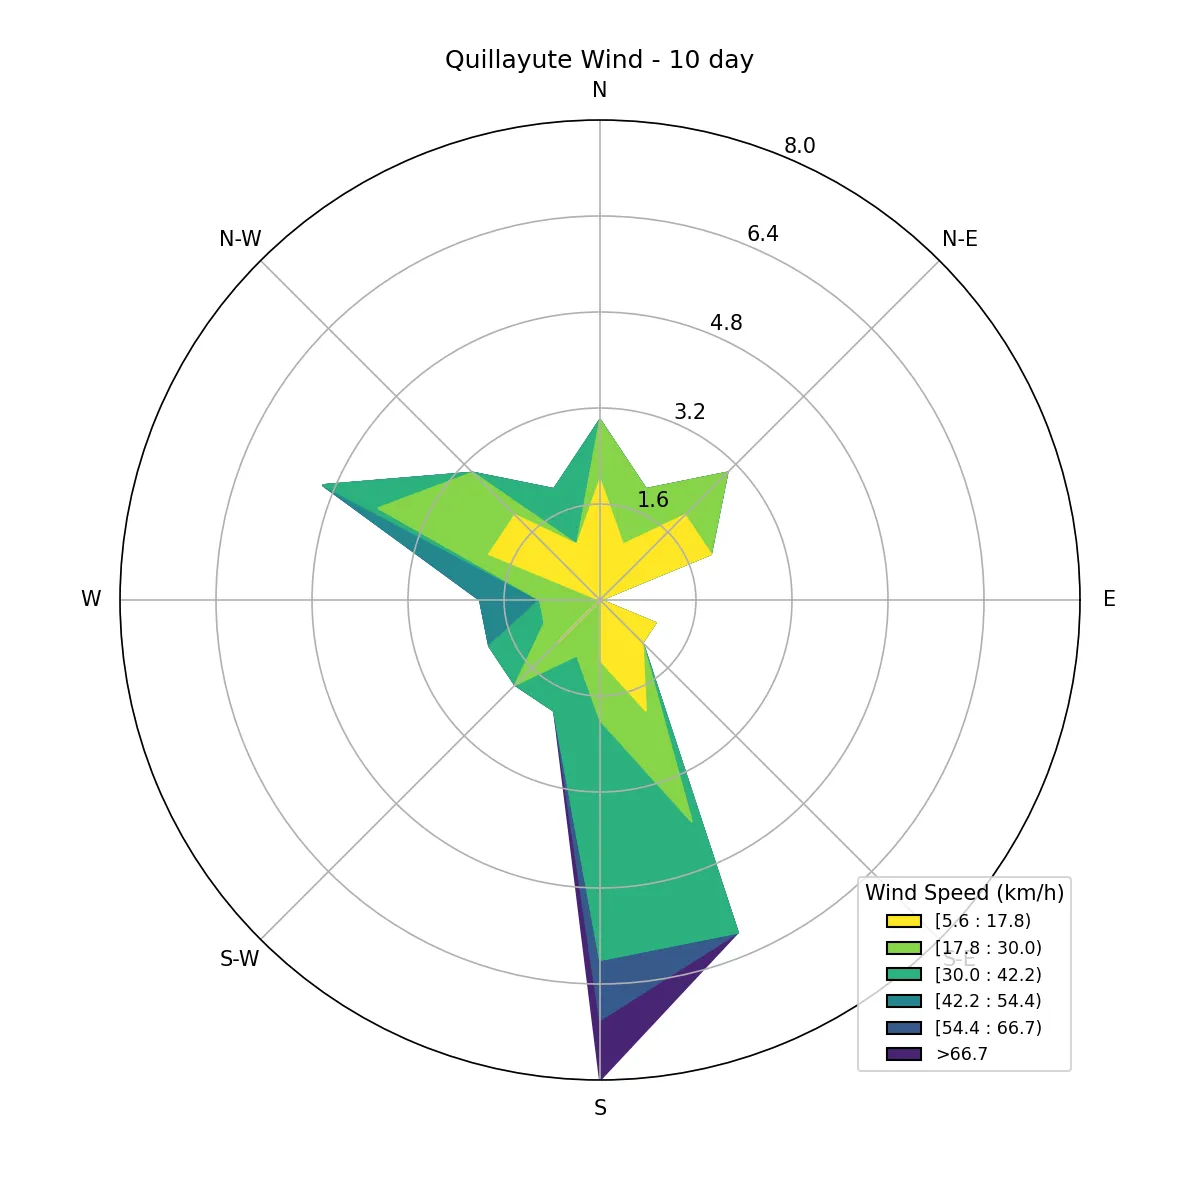 Quillayute Wind - 10 day
N
8.0
N-W
6.4
N-E
4.8
3.2
1.6
W
E
S-W
S-E
S
Wind Speed (km/h)
[5.6 : 17.8)
[17.8 : 30.0)
[30.0 : 42.2)
[42.2 : 54.4)
[54.4 : 66.7)
>66.7